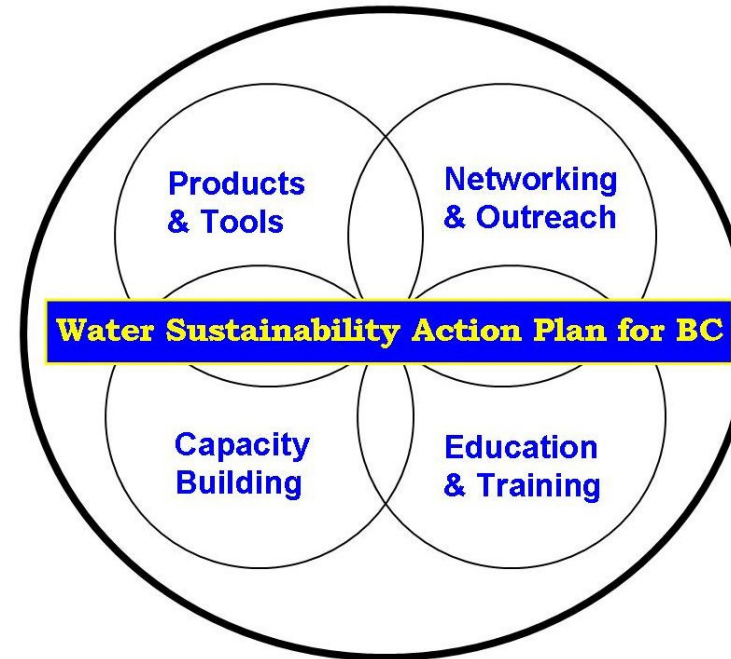 Products
& Tools
Networking
& Outreach
Water Sustainability Action Plan for BC
Capacity
Building
Education
& Training